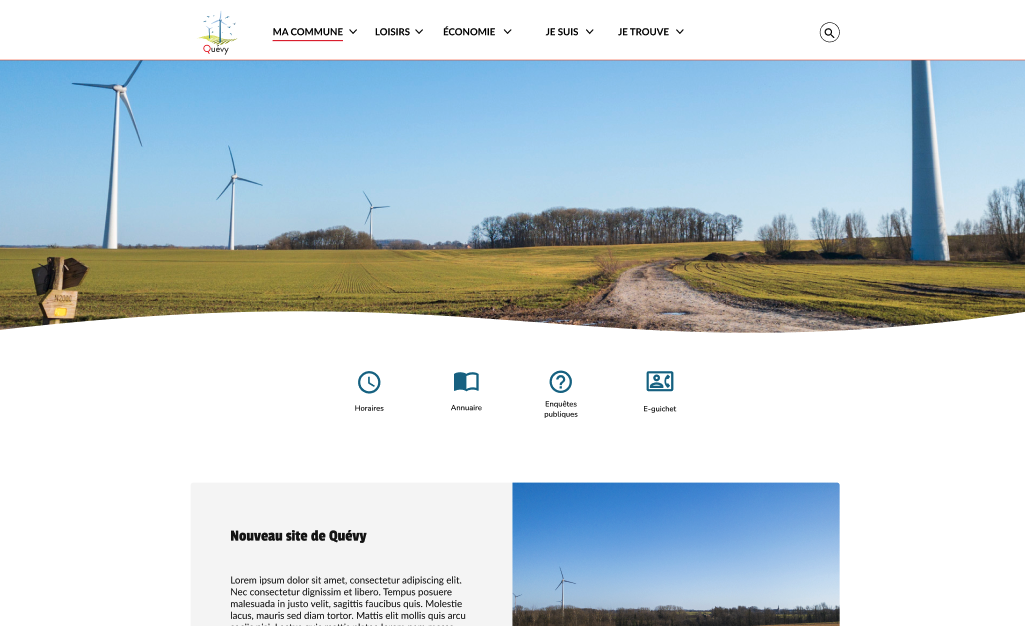 Quévy
MA COMMUNE
LOISIRS
ÉCONOMIE
JE SUIS
JE TROUVE
Horaires
Annuaire
Enquêtes
publiques
E-guichet
Nouveau site de Quévy
Lorem ipsum dolor sit amet, consectetur adipiscing elit.
Nec consectetur dignissim et libero. Tempus posuere
malesuada in justo velit, sagittis faucibus quis. Molestie
lacus, mauris sed diam tortor. Mattis elit mollis quis arcu